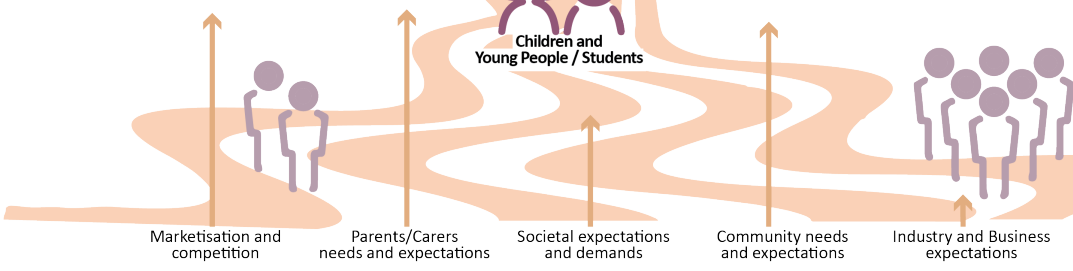 Children and
Young People / Students
Marketisation and
competition
Parents/Carers
needs and expectations
Societal expectations
and demands
Community needs
and expectations
Industry and Business
expectations